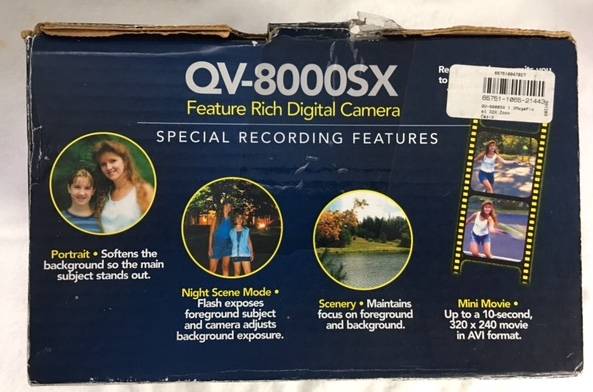 QV-8000SX
Feature Rich Digital Camera
SPECIAL RECORDING FEATURES
Portrait • Softens the
background so the main
subject stands out.
Night Scene Mode •
Flash exposes
foreground subject
and camera adjusts
background exposure.
Scenery • Maintains
focus on foreground
and background.
Mini Movie •
Up to a 10-second,
320 x 240 movie
in AVI format.
to